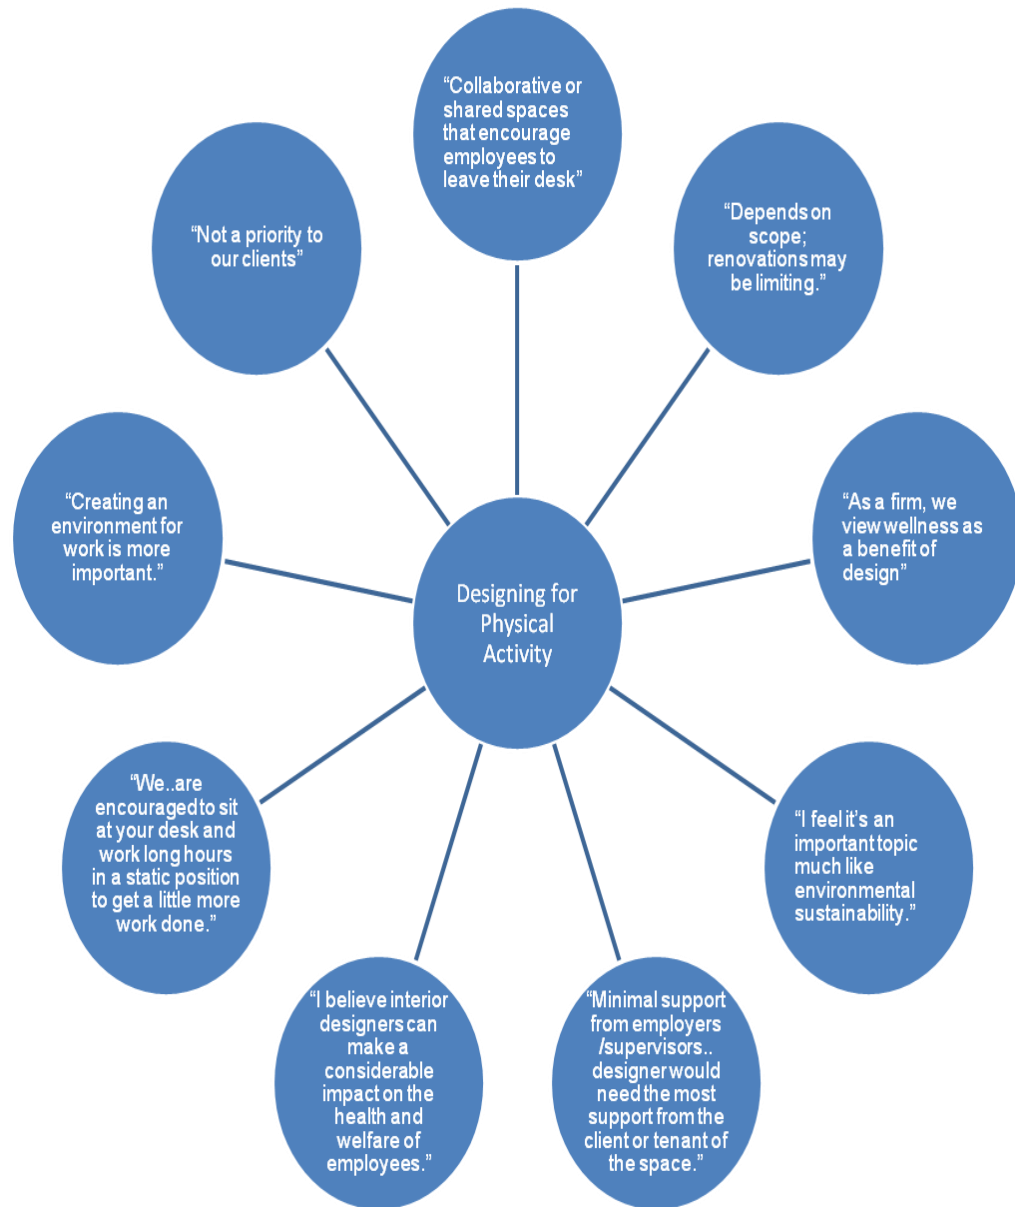 “Collaborative or
shared spaces
that encourage
employees to
leave their desk”
“Depends on
scope;
renovations may
be limiting.”
“As a firm, we
view wellness as
a benefit of
design”
“I feel it’s an
important topic
much like
environmental
sustainability.”
“Minimal support
from employers
/supervisors..
designer would
need the most
support from the
client or tenant of
the space.”
“I believe interior
designers can
make a
considerable
impact on the
health and
welfare of
employees.”
“We..are
encouraged to sit
at your desk and
work long hours
in a static position
to get a little more
work done.”
“Creating an
environment for
work is more
important.”
“Not a priority to
our clients”
Designing for
Physical
Activity